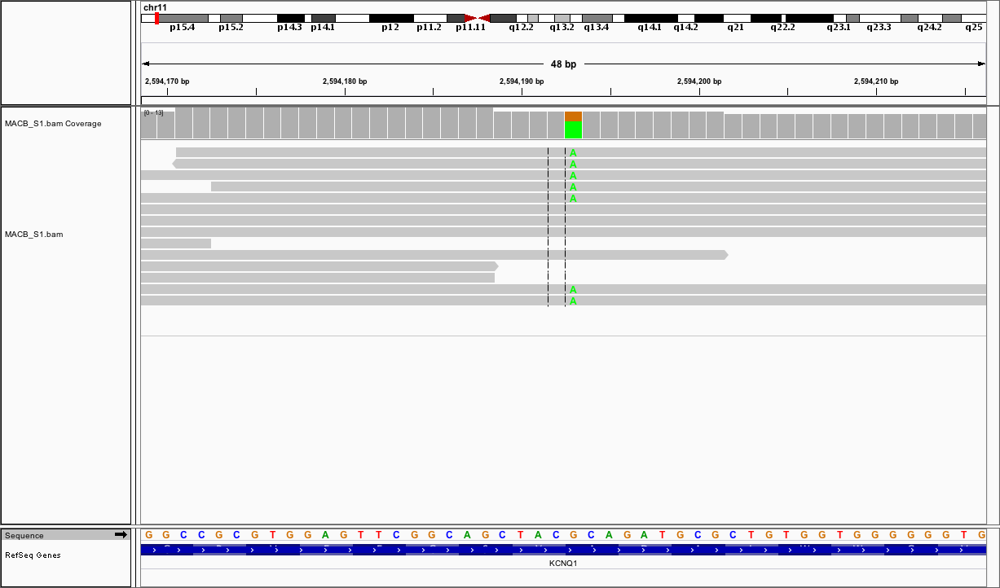 chr11
p15.4 p15.2 p14.3 p14.1 p12 p11.2 p11.11 q12.2 q13.2 q13.4 q14.1 q14.2 q21 q22.2 q23.1 q23.3 q24.2 q25
48 bp
2,594,170 bp 2,594,180 bp 2,594,190 bp 2,594,200 bp 2,594,210 bp
[0 - 13]
MACB_S1.bam Coverage
A
A
A
A
A
MACB_S1.bam
A
A
Sequence G G C C G C G T G G A G T T C G G C A G C T A C G C A G A T G C G C T G T G G T G G G G G T G
RefSeq Genes
KCNQ1